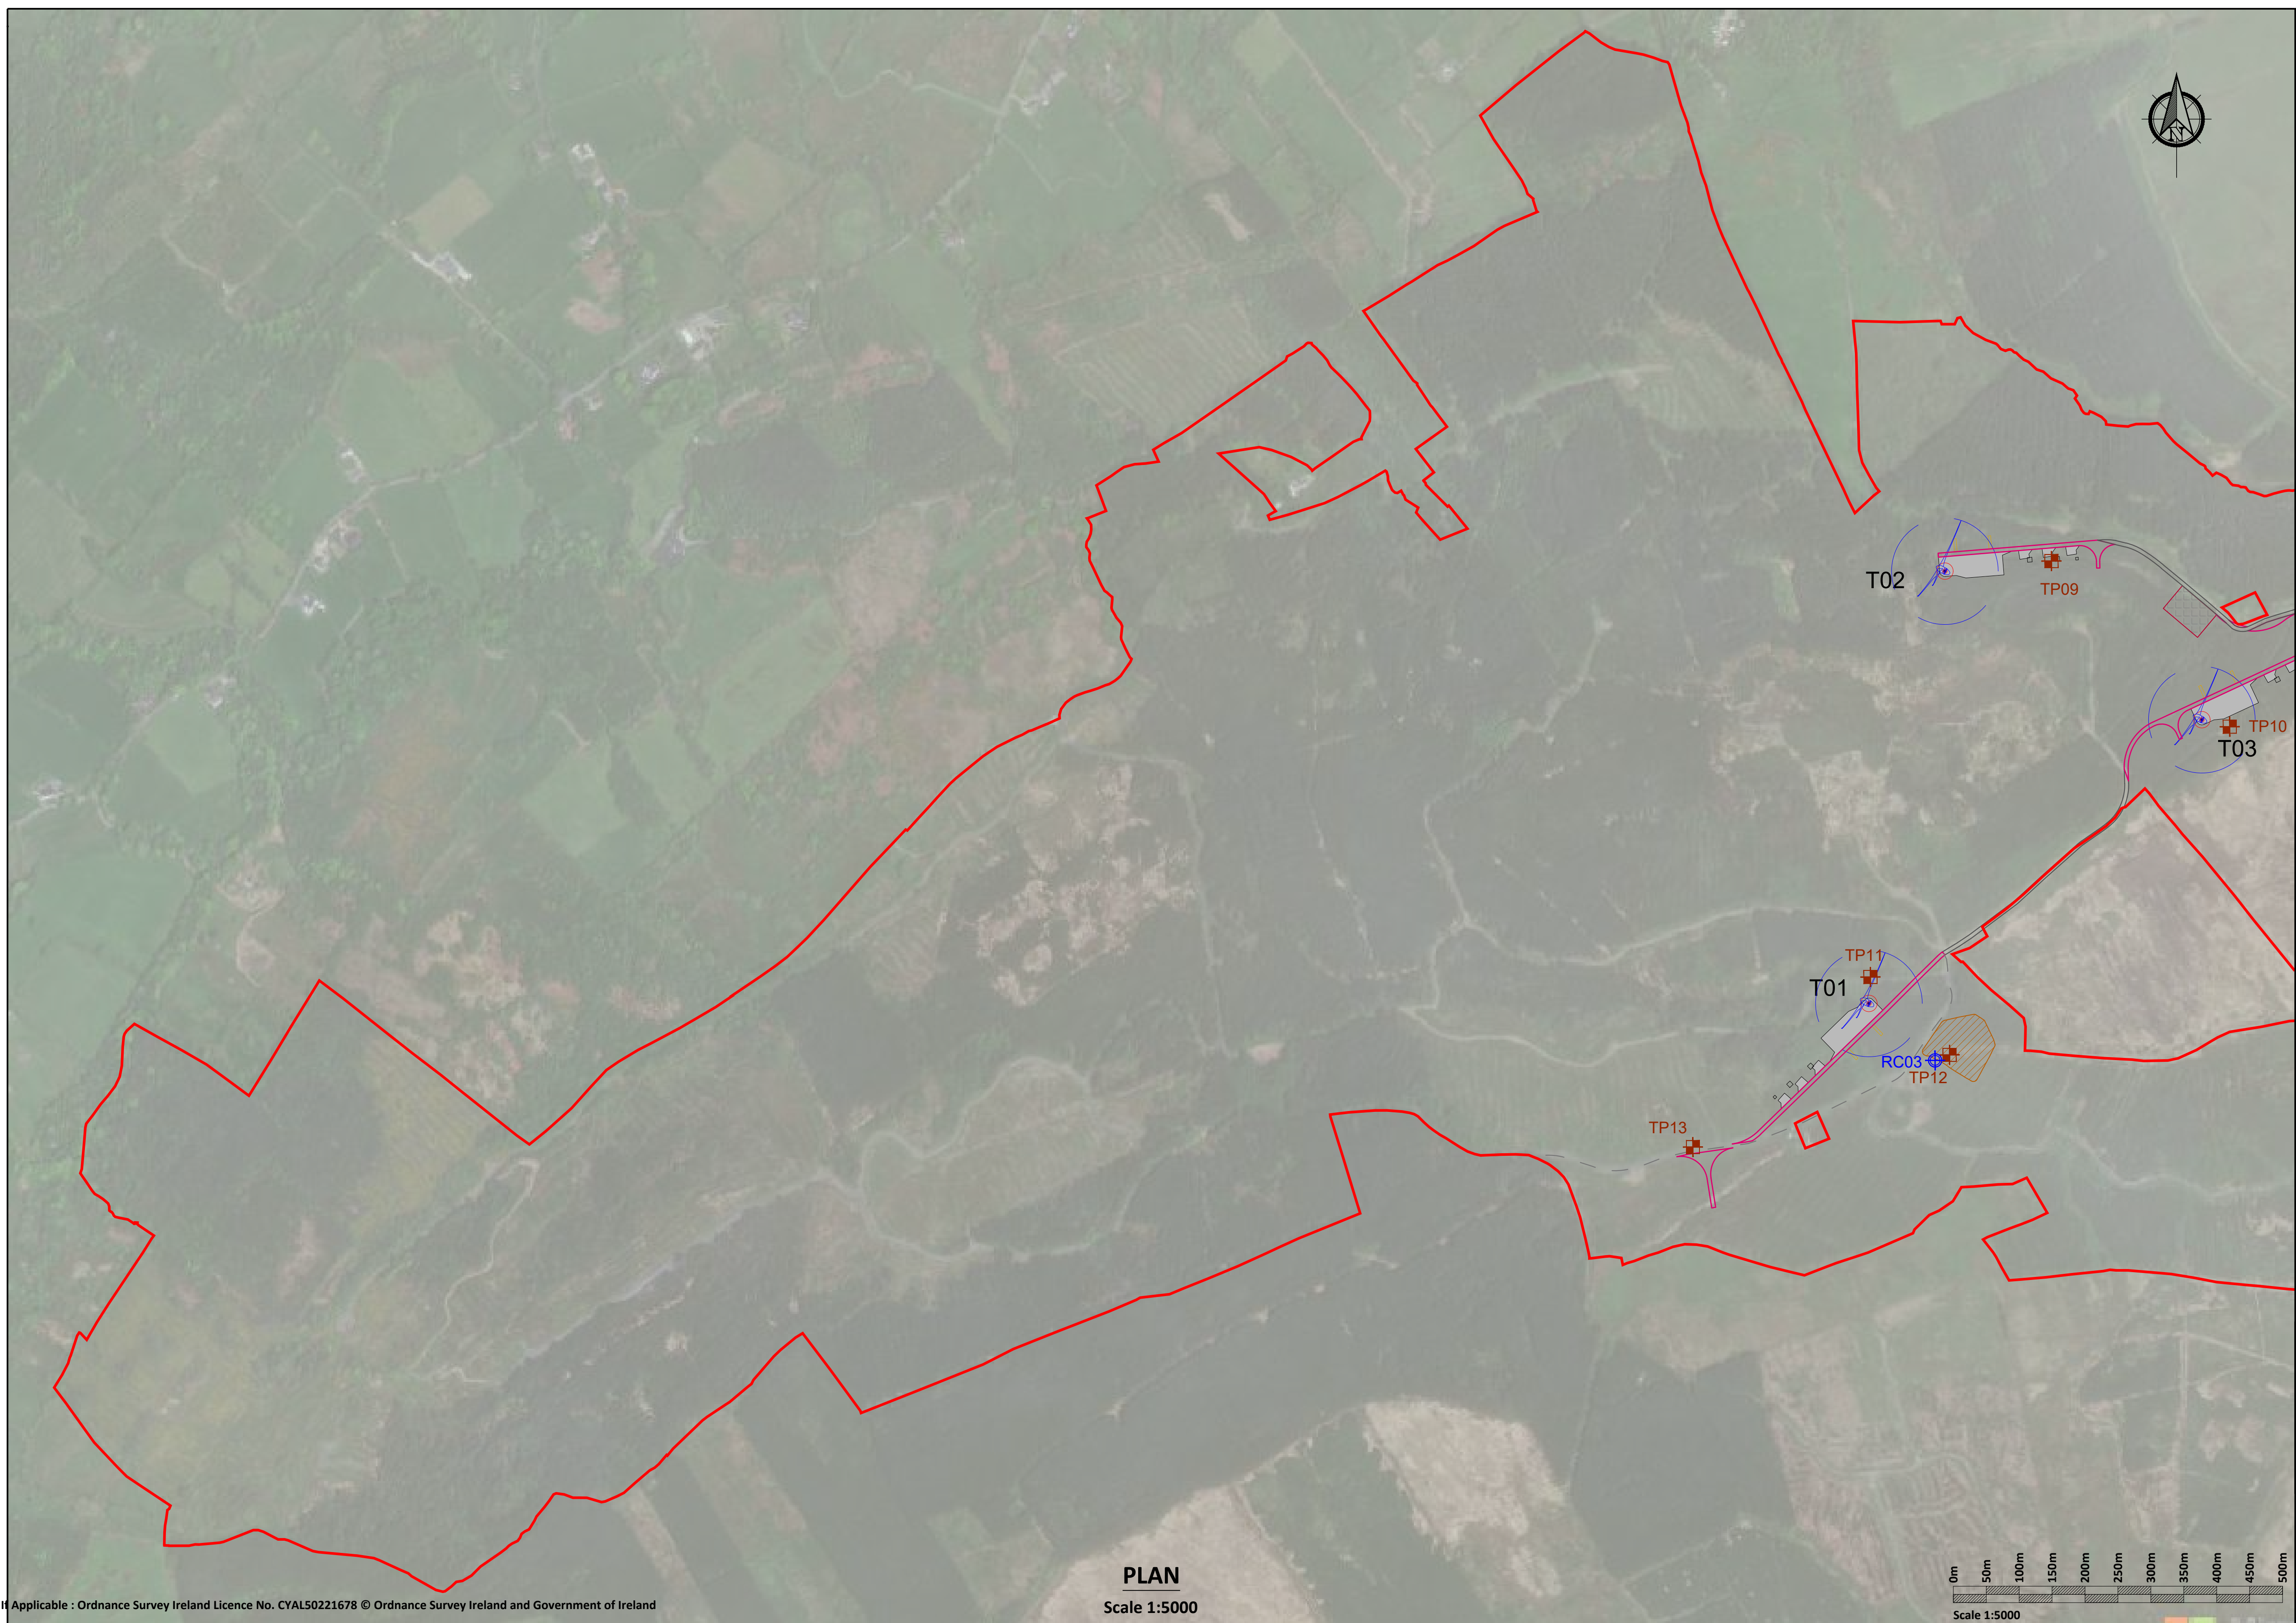 N
T02
TP09
TP10
T03
TP11
T01
RC03
TP12
TP13
PLAN
Scale 1:5000
0m
50m
100m
150m
200m
250m
300m
350m
400m
450m
500m
Scale 1:5000
If Applicable : Ordnance Survey Ireland Licence No. CYAL50221678 © Ordnance Survey Ireland and Government of Ireland